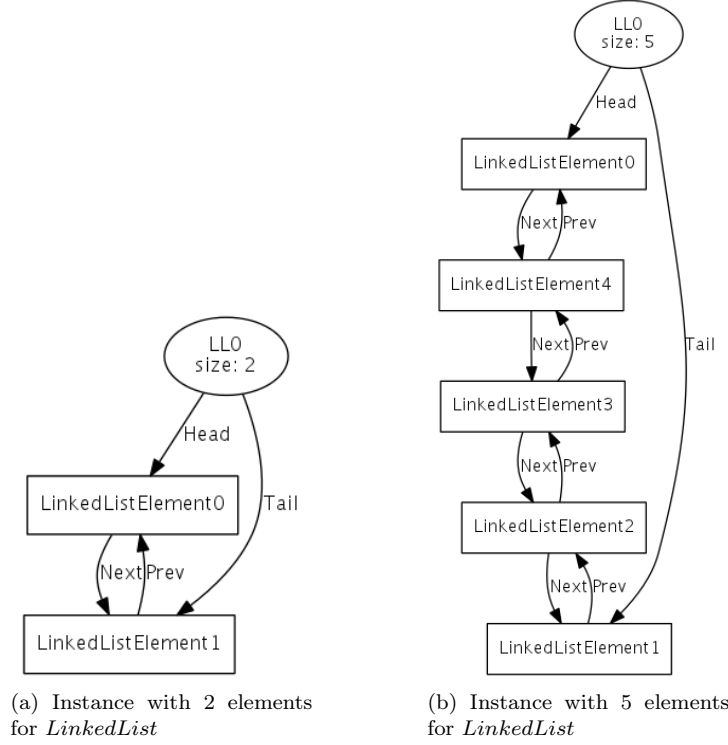 LL0
size: 2
Head
Tail
LinkedListElement0
Next Prev
LinkedListElement1
(a) Instance with 2 elements
for LinkedList
LL0
size: 5
Head
Tail
LinkedListElement0
Next Prev
LinkedListElement4
Next Prev
LinkedListElement3
Next Prev
LinkedListElement2
Next Prev
LinkedListElement1
(b) Instance with 5 elements
for LinkedList